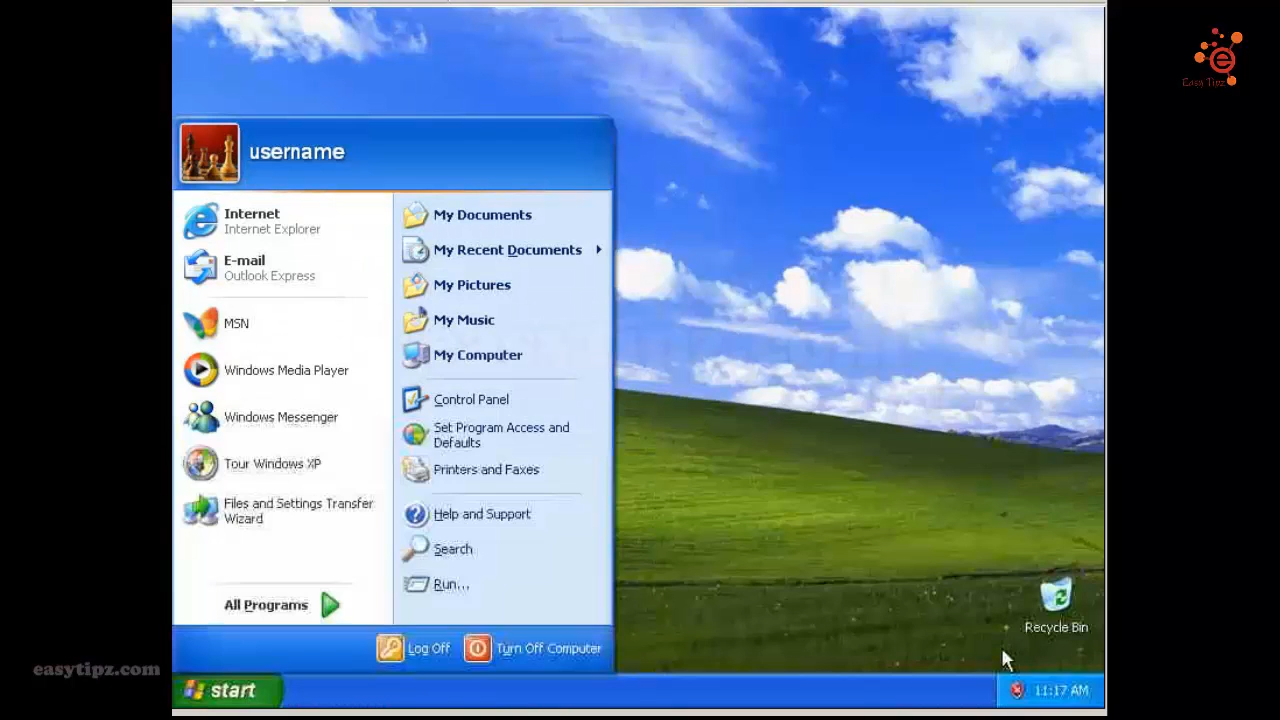 Easy Tipz
username
Internet
Internet Explorer
E-mail
Outlook Express
MSN
Windows Media Player
Windows Messenger
Tour Windows XP
Files and Settings Transfer
Wizard
All Programs
My Documents
My Recent Documents
My Pictures
My Music
My Computer
Control Panel
Set Program Access and
Defaults
Printers and Faxes
Help and Support
Search
Run...
Log Off
Turn Off Computer
Recycle Bin
easytipz.com
start
11:17 AM